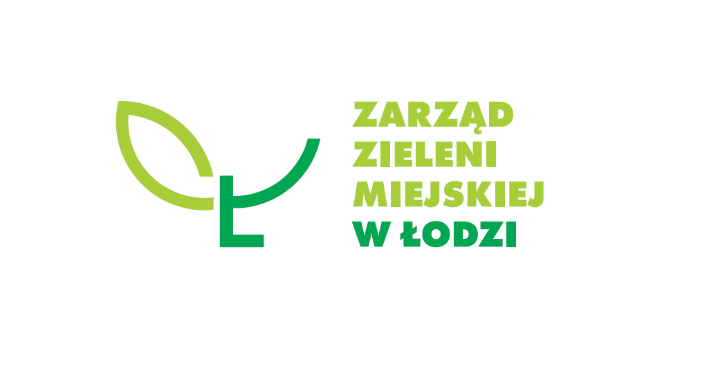 ZARZĄD
ZIELENI
MIEJSKIEJ
W ŁODZI